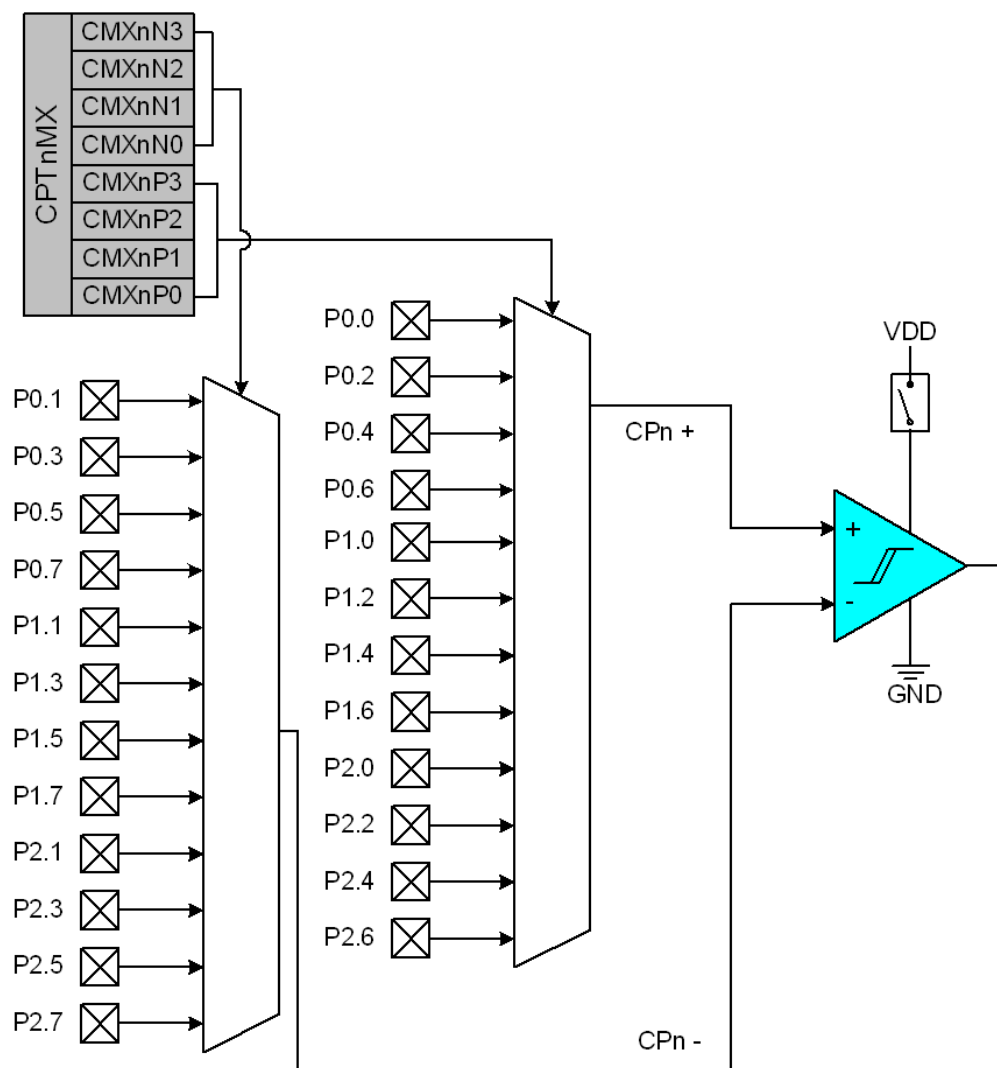 CPTnMX
CMXnN3
CMXnN2
CMXnN1
CMXnN0
CMXnP3
CMXnP2
CMXnP1
CMXnP0
P0.1
P0.3
P0.5
P0.7
P1.1
P1.3
P1.5
P1.7
P2.1
P2.3
P2.5
P2.7
P0.0
P0.2
P0.4
P0.6
P1.0
P1.2
P1.4
P1.6
P2.0
P2.2
P2.4
P2.6
CPn +
CPn -
VDD
+
-
GND